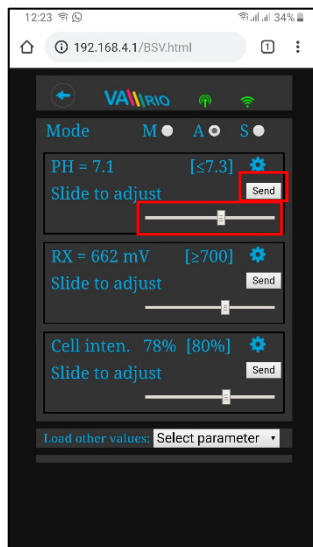 12:23 34%
192.168.4.1/BSV.html 1
VA RIO
Mode M A S
PH = 7.1 [≤7.3]
Slide to adjust Send
RX = 662 mV [≥700]
Slide to adjust Send
Cell inten. 78% [80%]
Slide to adjust Send
Load other values: Select parameter